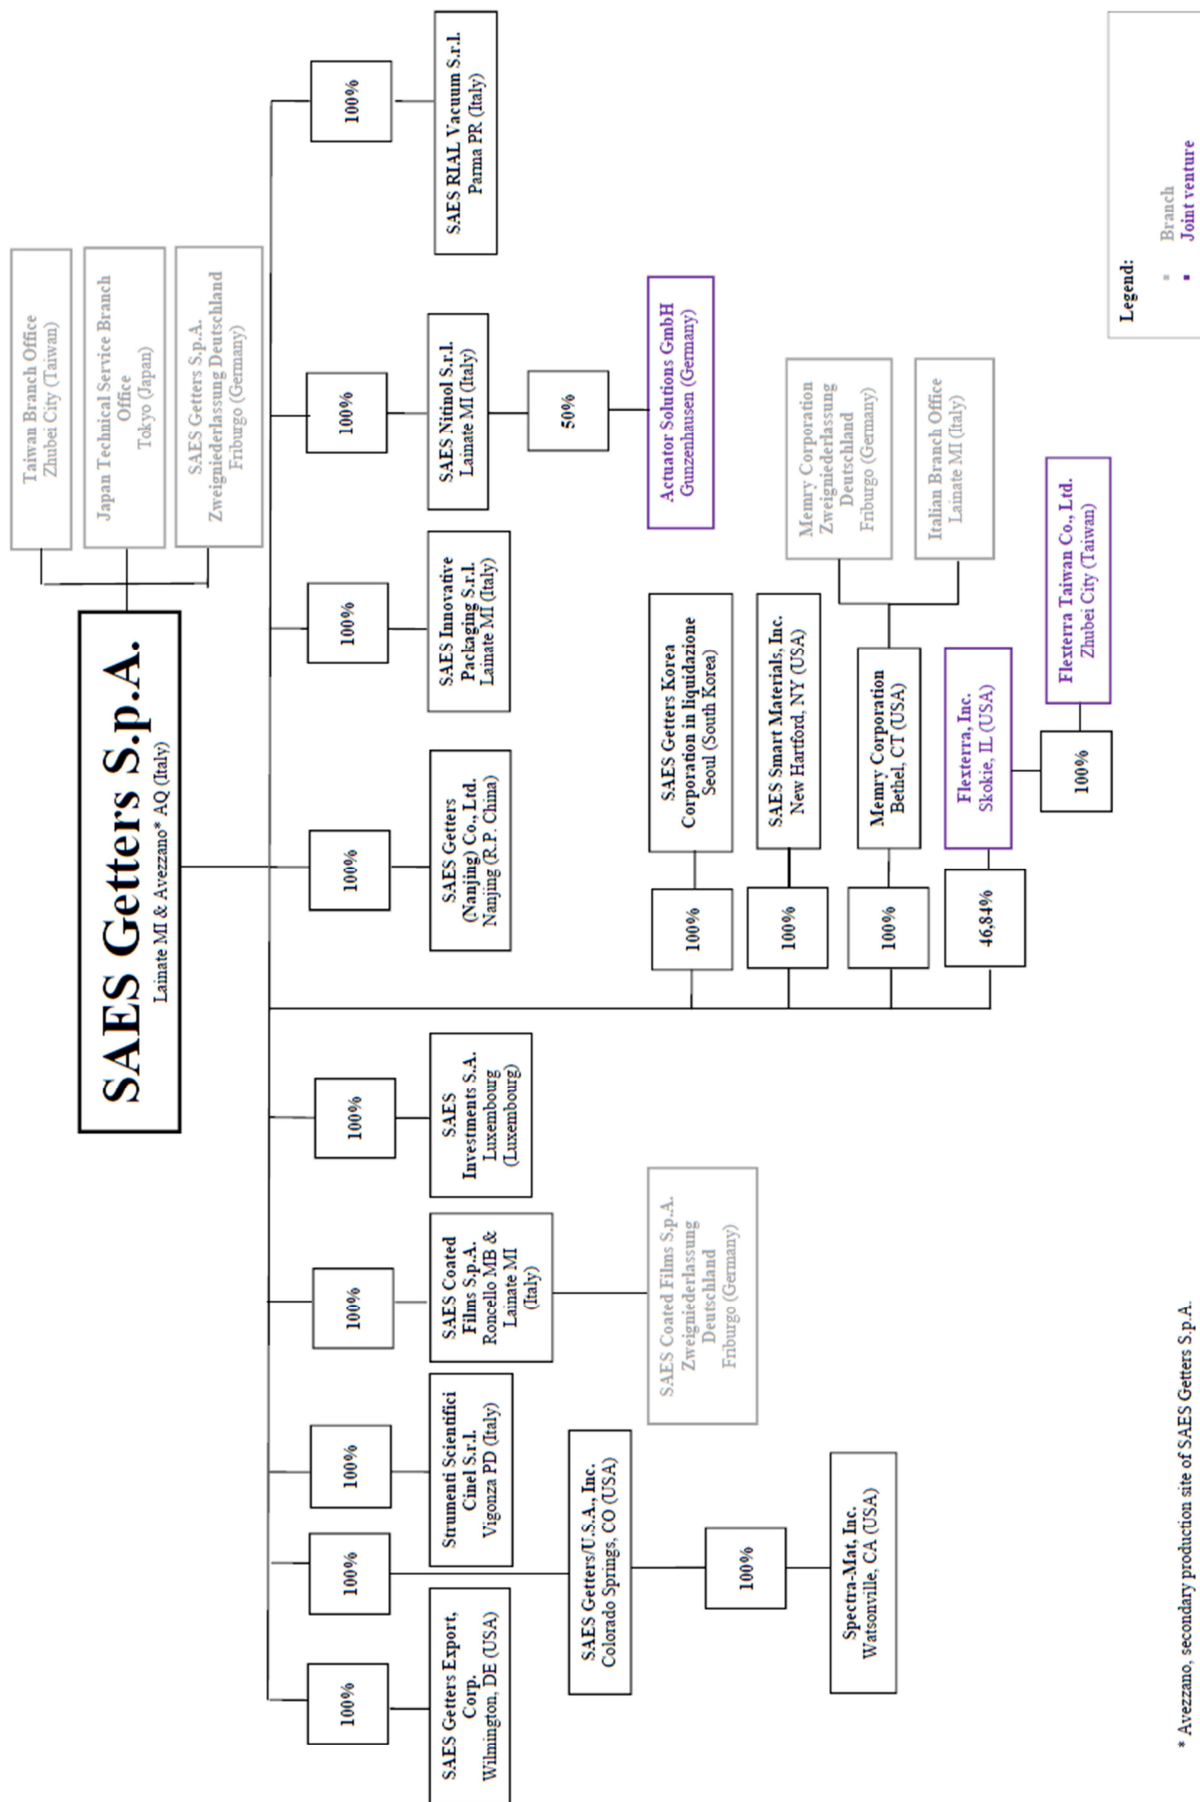 SAES Getters S.p.A.
Lainate MI & Avezzano* AQ (Italy)
Taiwan Branch Office
Zhubei City (Taiwan)
Japan Technical Service Branch
Office
Tokyo (Japan)
SAES Getters S.p.A.
Zweigniederlassung Deutschland
Friburgo (Germany)
100%
SAES Getters Export,
Corp.
Wilmington, DE (USA)
100%
SAES Getters/U.S.A., Inc.
Colorado Springs, CO (USA)
100%
Spectra-Mat, Inc.
Watsonville, CA (USA)
100%
Strumenti Scientifici
Cinel S.r.l.
Vigonza PD (Italy)
100%
SAES Coated
Films S.p.A.
Roncello MB &
Lainate MI
(Italy)
SAES Coated Films S.p.A.
Zweigniederlassung
Deutschland
Friburgo (Germany)
100%
SAES
Investments S.A.
Luxembourg
(Luxembourg)
100%
SAES Getters
(Nanjing) Co., Ltd.
Nanjing (R.P. China)
100%
SAES Innovative
Packaging S.r.l.
Lainate MI (Italy)
100%
SAES Nitinol S.r.l.
Lainate MI (Italy)
50%
Actuator Solutions GmbH
Gunzenhausen (Germany)
100%
SAES RIAL Vacuum S.r.l.
Parma PR (Italy)
100%
SAES Getters Korea
Corporation in liquidazione
Seoul (South Korea)
100%
SAES Smart Materials, Inc.
New Hartford, NY (USA)
100%
Memry Corporation
Bethel, CT (USA)
Memry Corporation
Zweigniederlassung
Deutschland
Friburgo (Germany)
Italian Branch Office
Lainate MI (Italy)
46,84%
Flexterra, Inc.
Skokie, IL (USA)
100%
Flexterra Taiwan Co., Ltd.
Zhubei City (Taiwan)
Legend:
Branch
Joint venture
* Avezzano, secondary production site of SAES Getters S.p.A.